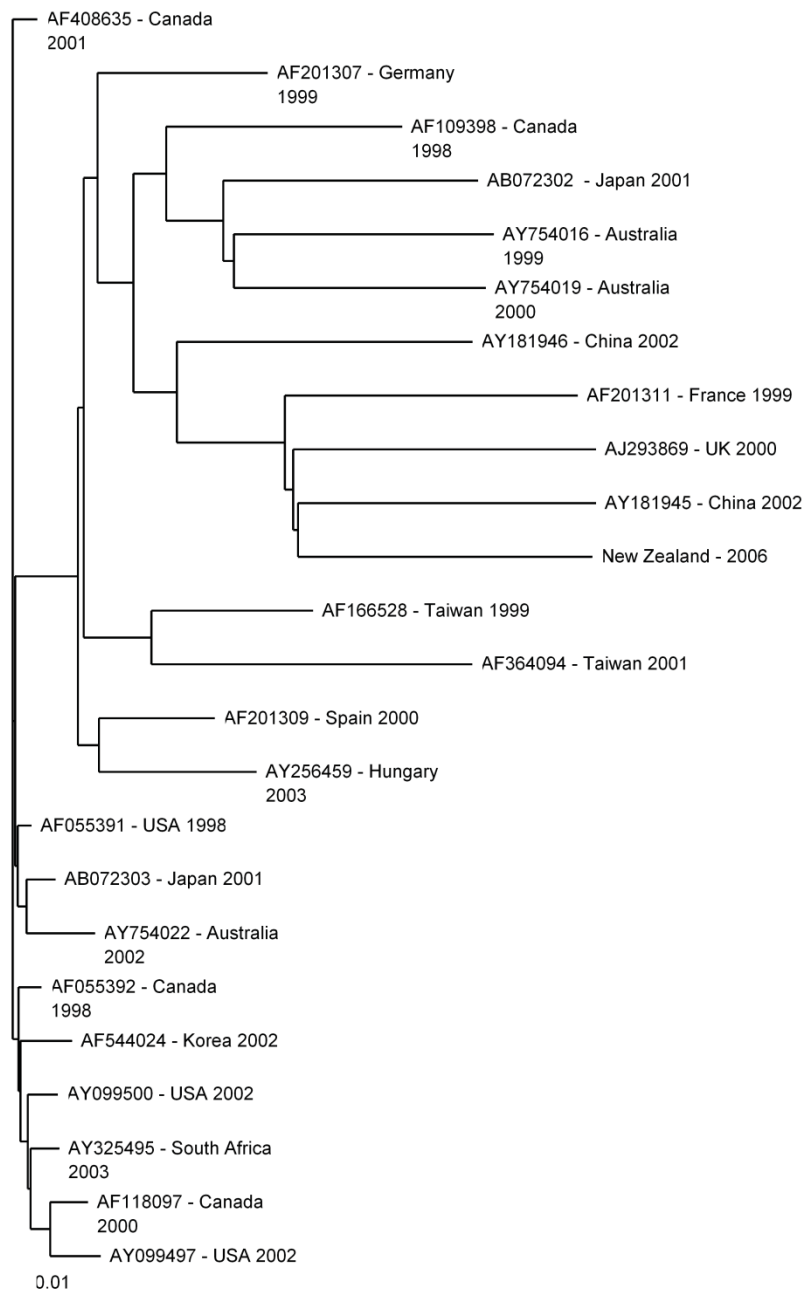 AF408635 - Canada
2001
AF201307 - Germany
1999
AF109398 - Canada
1998
AB072302 - Japan 2001
AY754016 - Australia
1999
AY754019 - Australia
2000
AY181946 - China 2002
AF201311 - France 1999
AJ293869 - UK 2000
AY181945 - China 2002
New Zealand - 2006
AF166528 - Taiwan 1999
AF364094 - Taiwan 2001
AF201309 - Spain 2000
AY256459 - Hungary
2003
AF055391 - USA 1998
AB072303 - Japan 2001
AY754022 - Australia
2002
AF055392 - Canada
1998
AF544024 - Korea 2002
AY099500 - USA 2002
AY325495 - South Africa
2003
AF118097 - Canada
2000
AY099497 - USA 2002
0.01